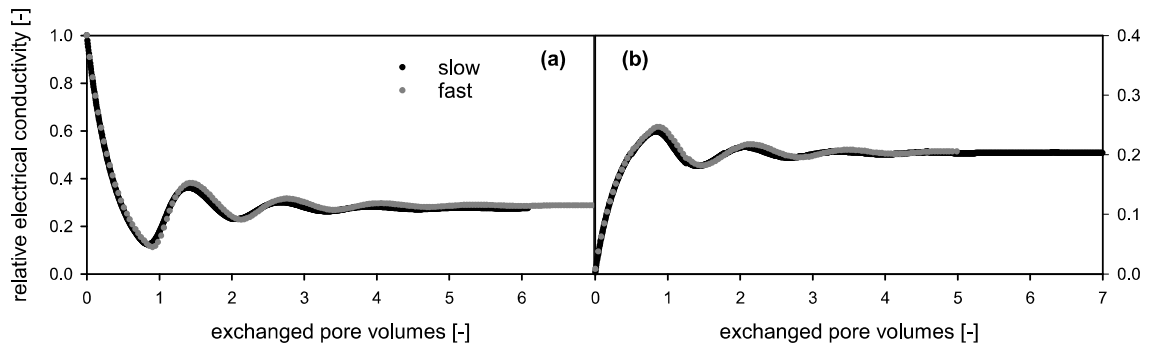 relative electrical conductivity [-]
1.0
0.8
0.6
0.4
0.2
0.0
(a)
slow
fast
0 1 2 3 4 5 6
exchanged pore volumes [-]
(b)
0.4
0.3
0.2
0.1
0.0
0 1 2 3 4 5 6 7
exchanged pore volumes [-]